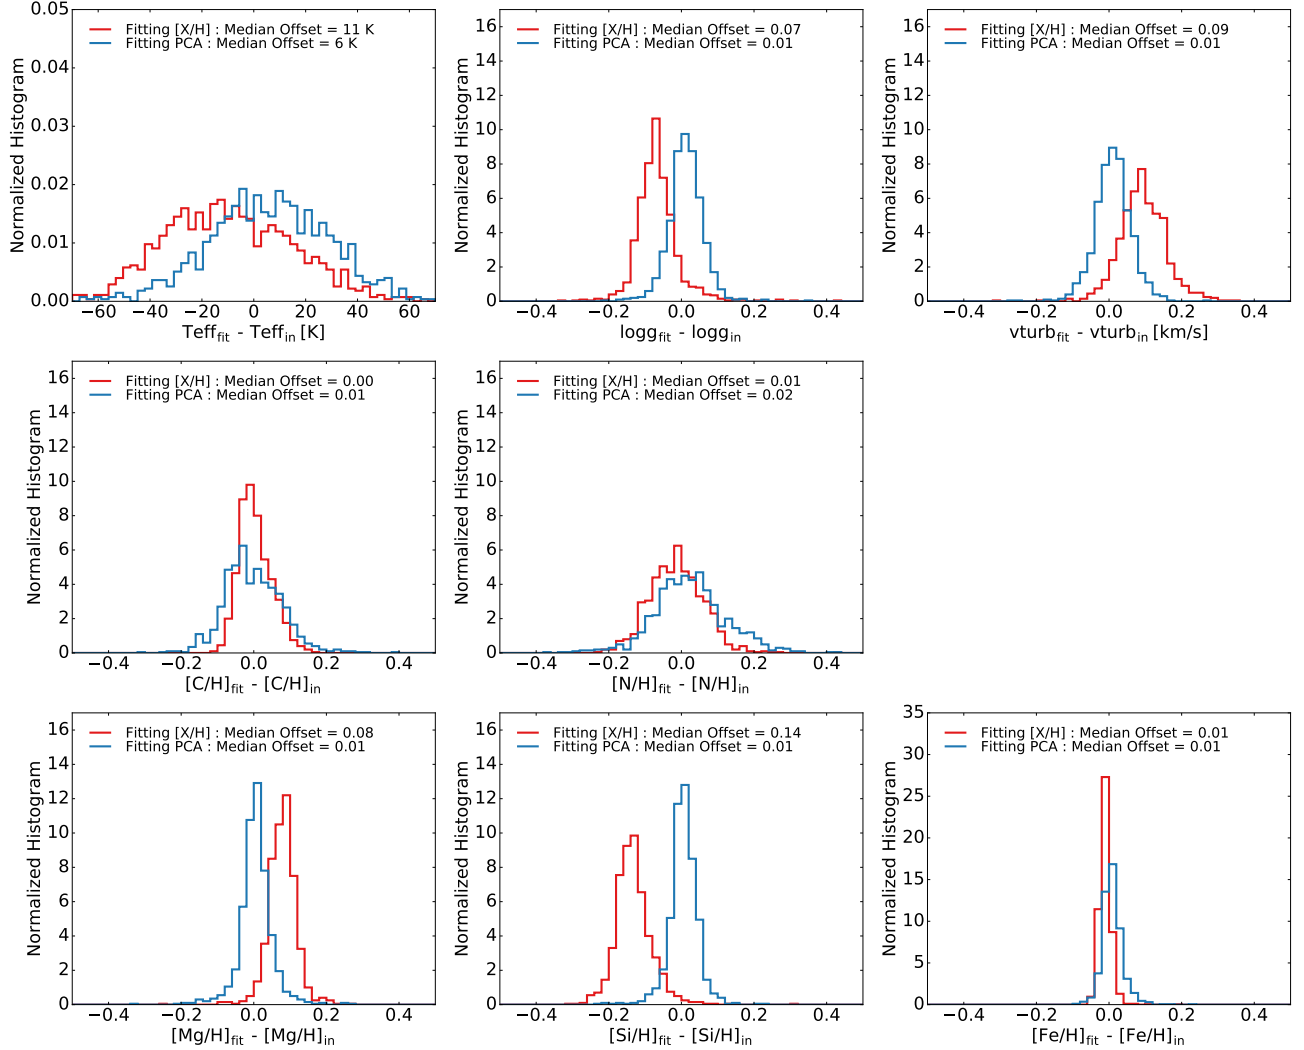 Fitting [X/H] : Median Offset = 11 K
Fitting PCA : Median Offset = 6 K
Normalized Histogram
0.05
0.04
0.03
0.02
0.01
0.00
−60 −40 −20 0 20 40 60
Teff_fit - Teff_in [K]
Fitting [X/H] : Median Offset = 0.07
Fitting PCA : Median Offset = 0.01
Normalized Histogram
16
14
12
10
8
6
4
2
0
−0.4 −0.2 0.0 0.2 0.4
logg_fit - logg_in
Fitting [X/H] : Median Offset = 0.09
Fitting PCA : Median Offset = 0.01
Normalized Histogram
16
14
12
10
8
6
4
2
0
−0.4 −0.2 0.0 0.2 0.4
vturb_fit - vturb_in [km/s]
Fitting [X/H] : Median Offset = 0.00
Fitting PCA : Median Offset = 0.01
Normalized Histogram
16
14
12
10
8
6
4
2
0
−0.4 −0.2 0.0 0.2 0.4
[C/H]_fit - [C/H]_in
Fitting [X/H] : Median Offset = 0.01
Fitting PCA : Median Offset = 0.02
Normalized Histogram
16
14
12
10
8
6
4
2
0
−0.4 −0.2 0.0 0.2 0.4
[N/H]_fit - [N/H]_in
Fitting [X/H] : Median Offset = 0.08
Fitting PCA : Median Offset = 0.01
Normalized Histogram
16
14
12
10
8
6
4
2
0
−0.4 −0.2 0.0 0.2 0.4
[Mg/H]_fit - [Mg/H]_in
Fitting [X/H] : Median Offset = 0.14
Fitting PCA : Median Offset = 0.01
Normalized Histogram
16
14
12
10
8
6
4
2
0
−0.4 −0.2 0.0 0.2 0.4
[Si/H]_fit - [Si/H]_in
Fitting [X/H] : Median Offset = 0.01
Fitting PCA : Median Offset = 0.01
Normalized Histogram
35
30
25
20
15
10
5
0
−0.4 −0.2 0.0 0.2 0.4
[Fe/H]_fit - [Fe/H]_in